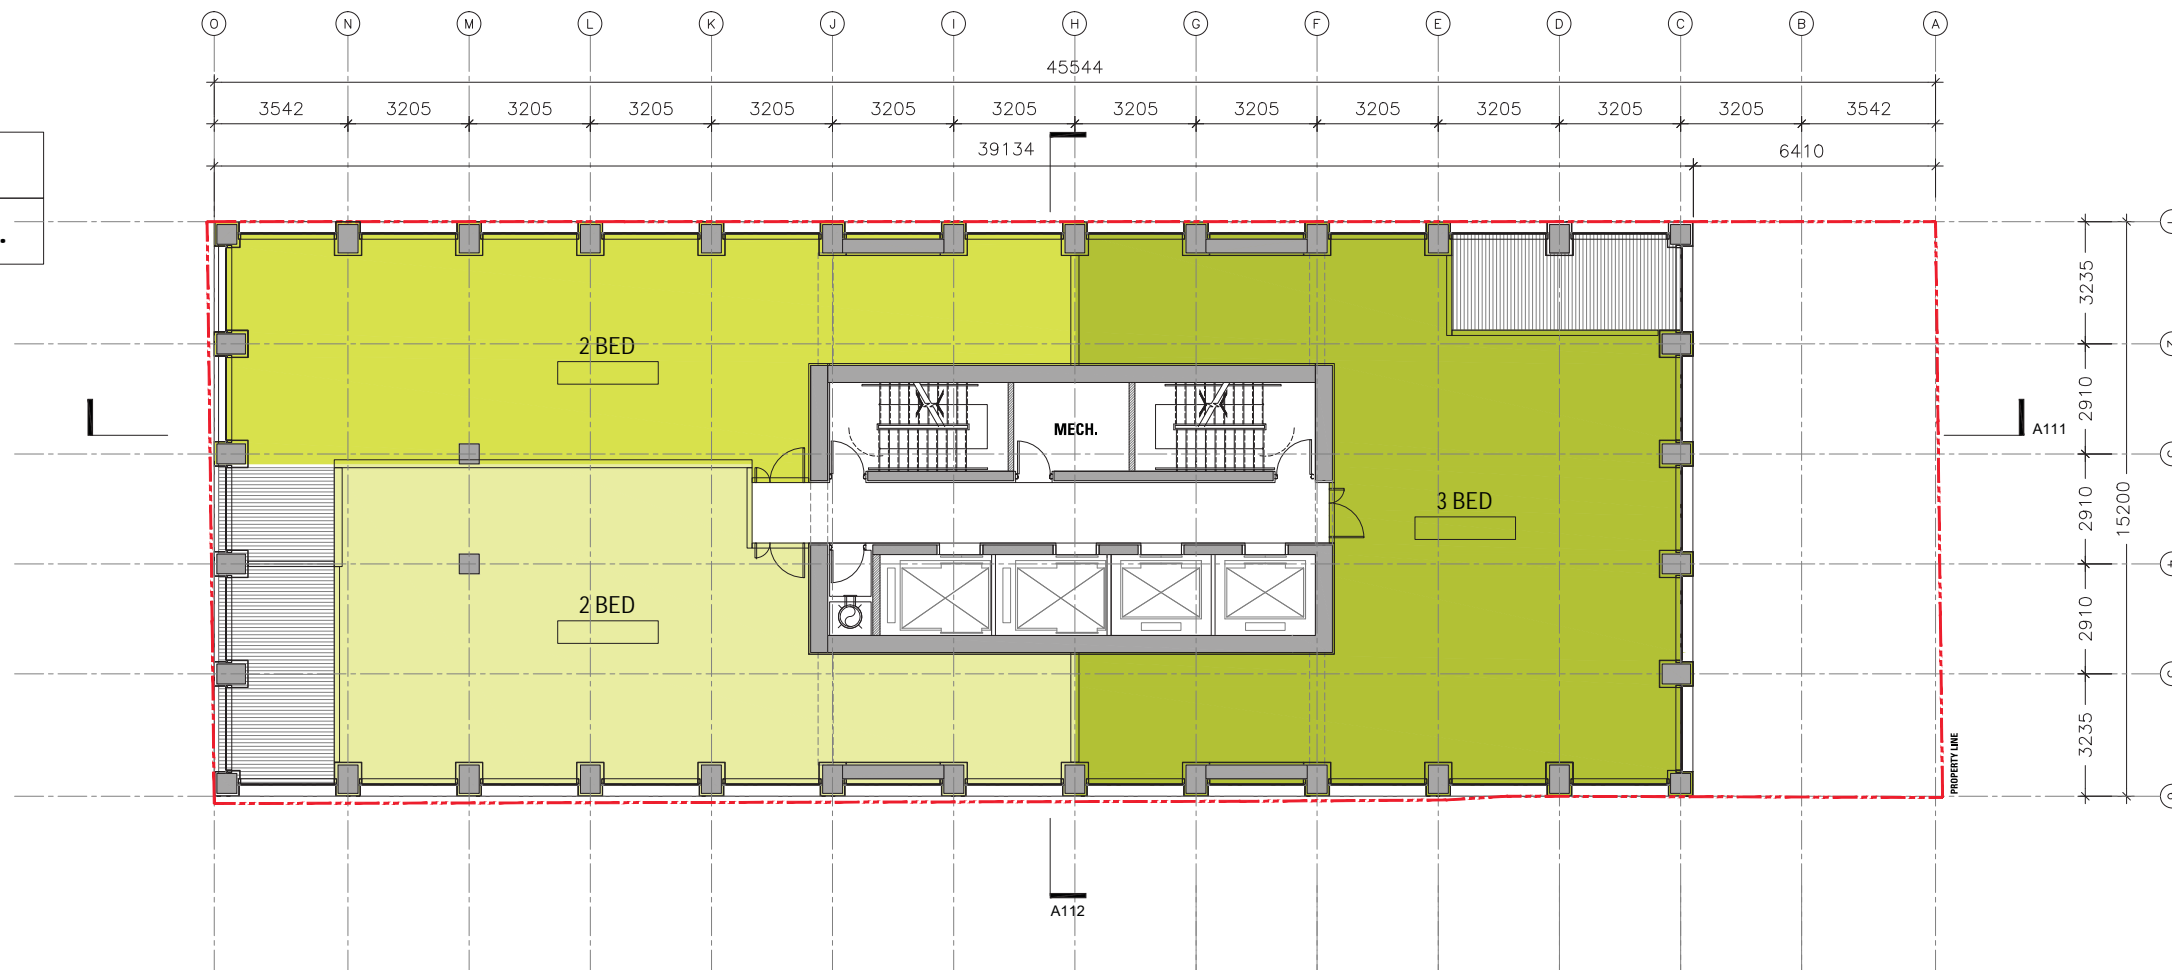 O N M L K J I H G F E D C B A
45544
3542 3205 3205 3205 3205 3205 3205 3205 3205 3205 3205 3205 3205 3542
39134 6410
3235
2 BED
2910
MECH.
A111
3 BED
2910
15200
2 BED
2910
3235
PROPERTY LINE
A112